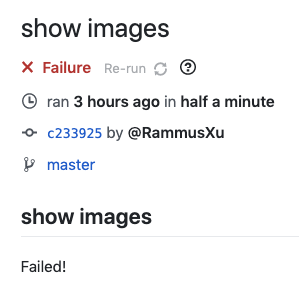 show images
Failure Re-run
ran 3 hours ago in half a minute
c233925 by @RammusXu
master
show images
Failed!